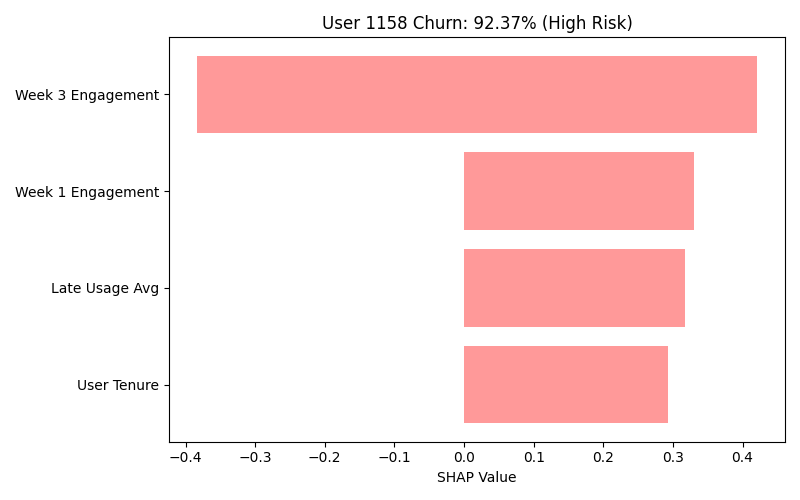 User 1158 Churn: 92.37% (High Risk)
Week 3 Engagement
Week 1 Engagement
Late Usage Avg
User Tenure
−0.4 −0.3 −0.2 −0.1 0.0 0.1 0.2 0.3 0.4
SHAP Value